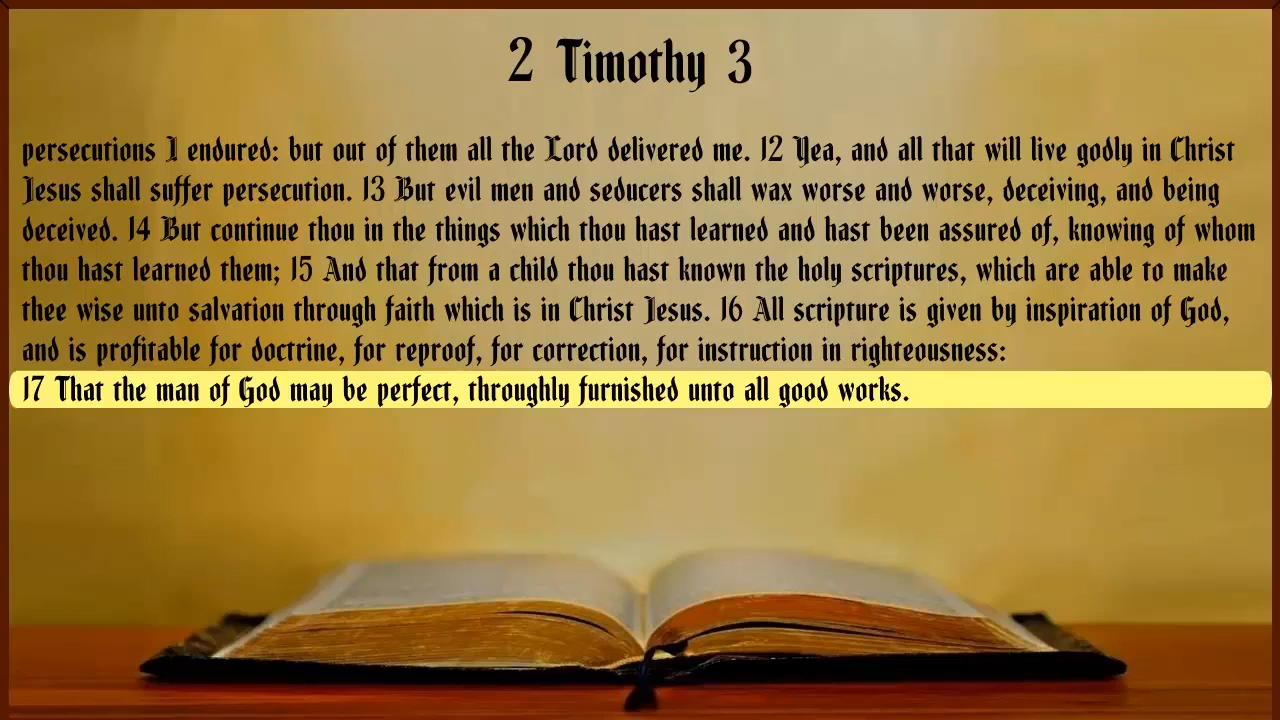 2 Timothy 3
persecutions I endured: but out of them all the Lord delivered me. 12 Yea, and all that will live godly in Christ
Jesus shall suffer persecution. 13 But evil men and seducers shall wax worse and worse, deceiving, and being
deceived. 14 But continue thou in the things which thou hast learned and hast been assured of, knowing of whom
thou hast learned them; 15 And that from a child thou hast known the holy scriptures, which are able to make
thee wise unto salvation through faith which is in Christ Jesus. 16 All scripture is given by inspiration of God,
and is profitable for doctrine, for reproof, for correction, for instruction in righteousness:
17 That the man of God may be perfect, throughly furnished unto all good works.